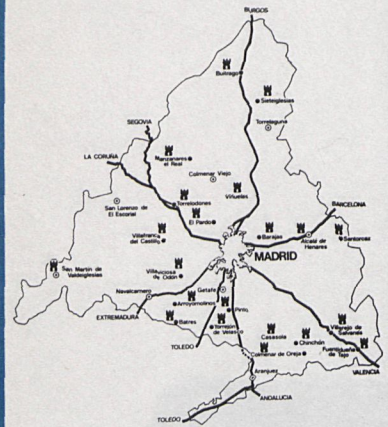 BURGOS
Buitrago
Sieteiglesias
Torrelaguna
SEGOVIA
LA CORUÑA
Manzanares
el Real
Colmenar Viejo
San Lorenzo de
El Escorial
Torrelodones
Viñuelas
El Pardo
BARCELONA
Villafranca
del Castillo
Barajas
Alcalá de
Henares
Santorcaz
MADRID
San Martín de
Valdeiglesias
Villaviciosa
de Odón
Navalcarnero
Getafe
Arroyomolinos
Pinto
EXTREMADURA
Batres
Torrejón
de Velasco
Casasola
Chinchón
Villarejo de
Salvanés
TOLEDO
Colmenar de Oreja
Fuentidueña
de Tajo
VALENCIA
Aranjuez
ANDALUCIA
TOLEDO